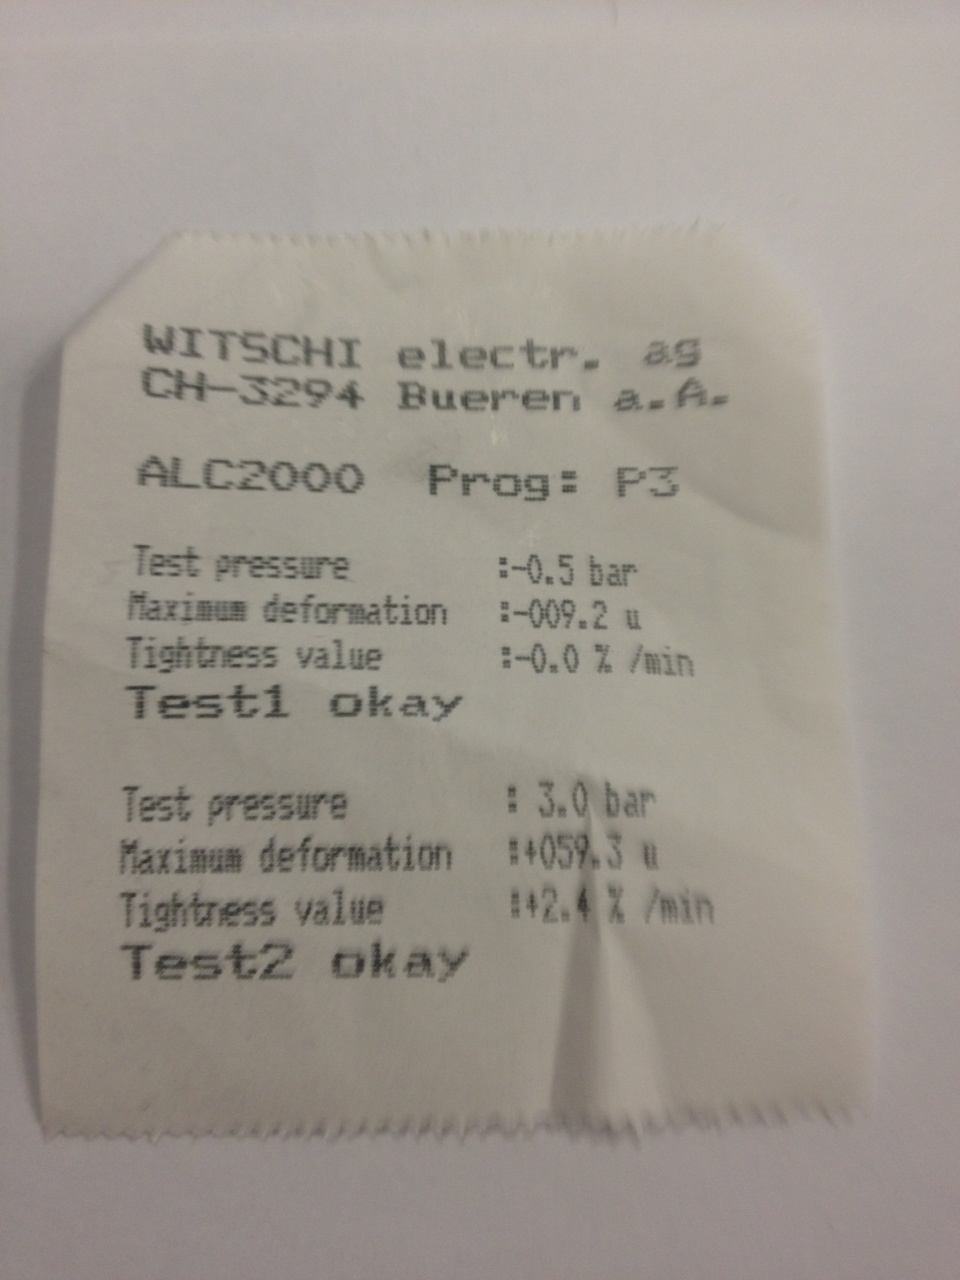 WITSCHI electr. ag
CH-3294 Bueren a.A.
ALC2000 Prog: P3
Test pressure :-0.5 bar
Maximum deformation :-009.2 u
Tightness value :-0.0 % /min
Test1 okay
Test pressure : 3.0 bar
Maximum deformation :+059.3 u
Tightness value :+2.4 % /min
Test2 okay